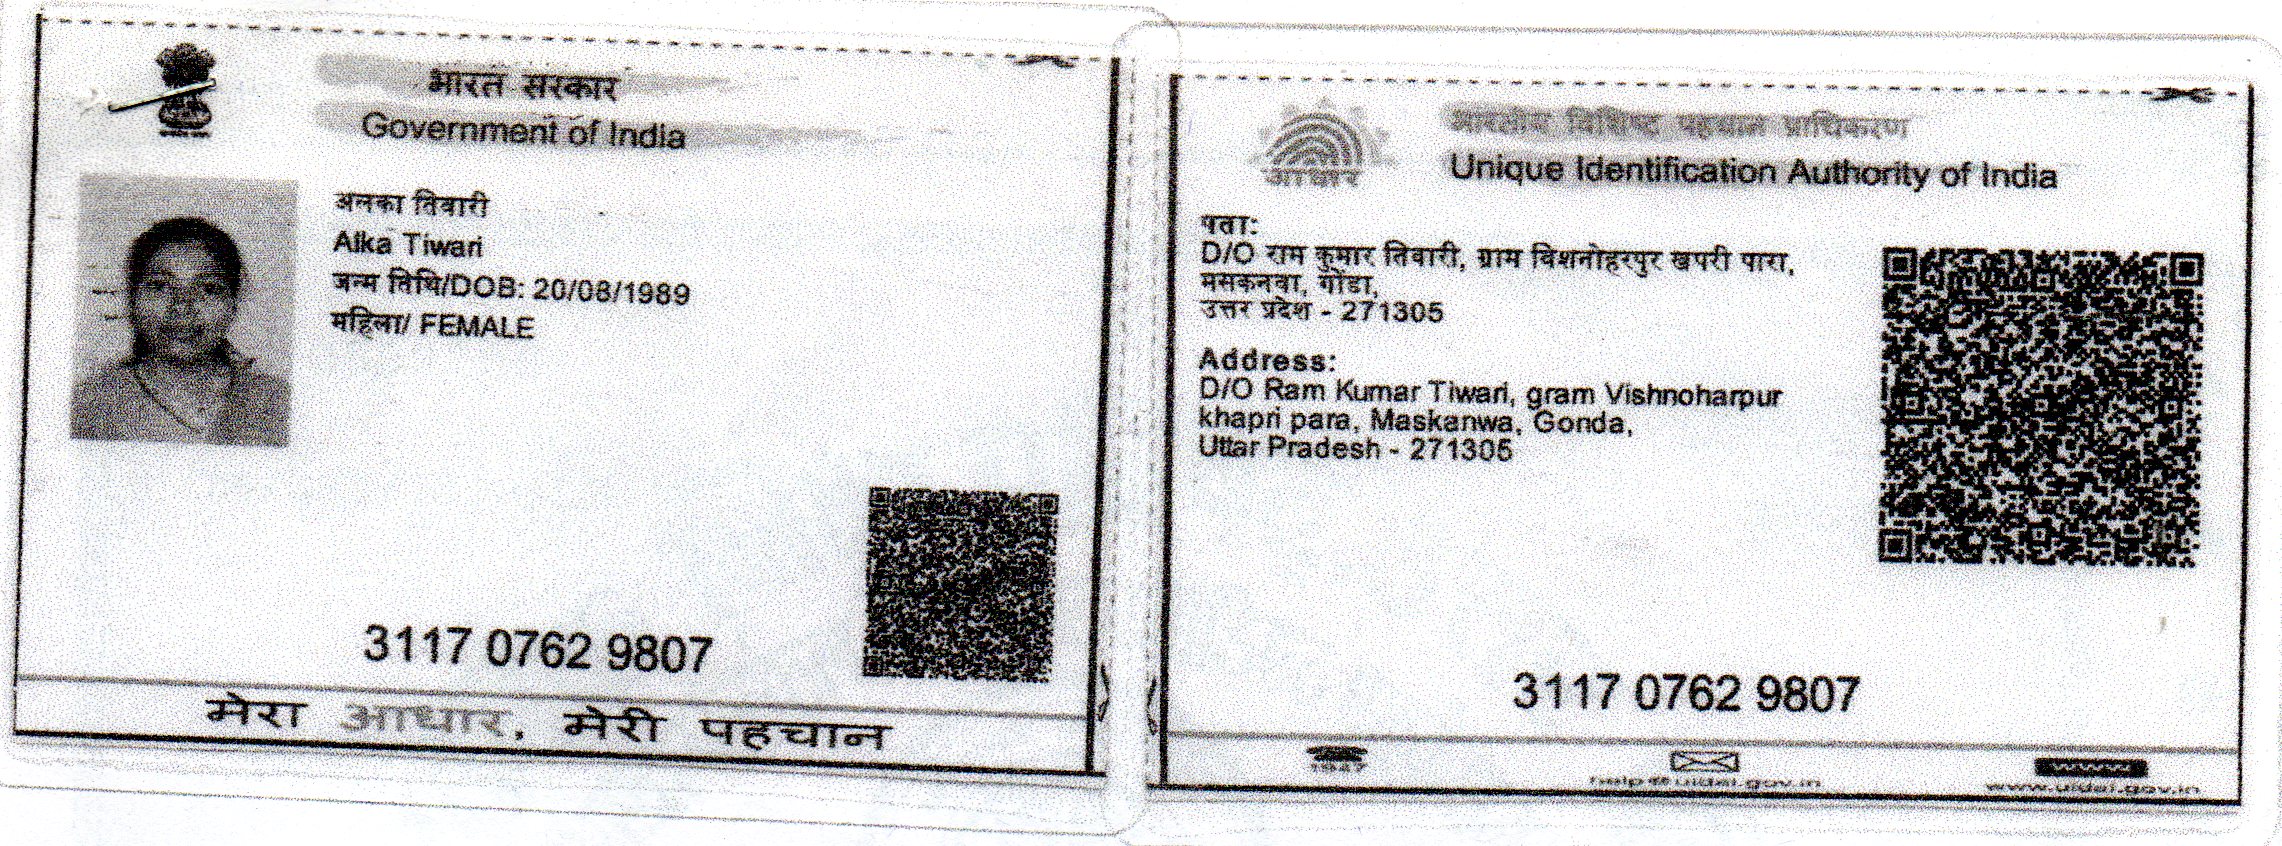 भारत सरकार
Government of India
अलका तिवारी
Alka Tiwari
जन्म तिथि/DOB: 20/08/1989
महिला/ FEMALE
3117 0762 9807
मेरा आधार, मेरी पहचान
भारतीय विशिष्ट पहचान प्राधिकरण
आधार
Unique Identification Authority of India
पता:
D/O राम कुमार तिवारी, ग्राम विशनोहरपुर खपरी पारा,
मसकनवा, गोंडा,
उत्तर प्रदेश - 271305
Address:
D/O Ram Kumar Tiwari, gram Vishnoharpur
khapri para, Maskanwa, Gonda,
Uttar Pradesh - 271305
3117 0762 9807
1947
help@uidai.gov.in
www
www.uidai.gov.in